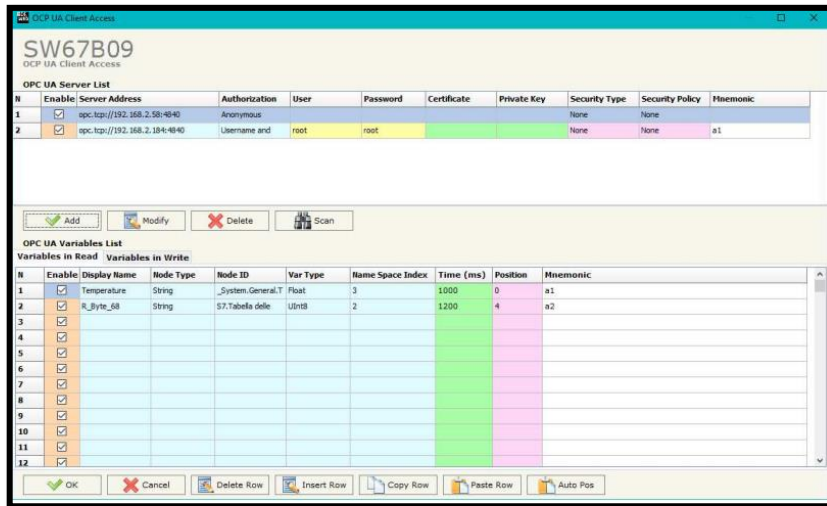 OCP UA Client Access
SW67B09
OCP UA Client Access
OPC UA Server List
N Enable Server Address Authorization User Password Certificate Private Key Security Type Security Policy Mnemonic
1 opc.tcp://192.168.2.58:4840 Anonymous None None
2 opc.tcp://192.168.2.184:4840 Username and root root None None a1
Add Modify Delete Scan
OPC UA Variables List
Variables in Read Variables in Write
N Enable Display Name Node Type Node ID Var Type Name Space Index Time (ms) Position Mnemonic
1 Temperature String _System.General.T Float 3 1000 0 a1
2 R_Byte_68 String S7.Tabella delle UInt8 2 1200 4 a2
3
4
5
6
7
8
9
10
11
12
OK Cancel Delete Row Insert Row Copy Row Paste Row Auto Pos